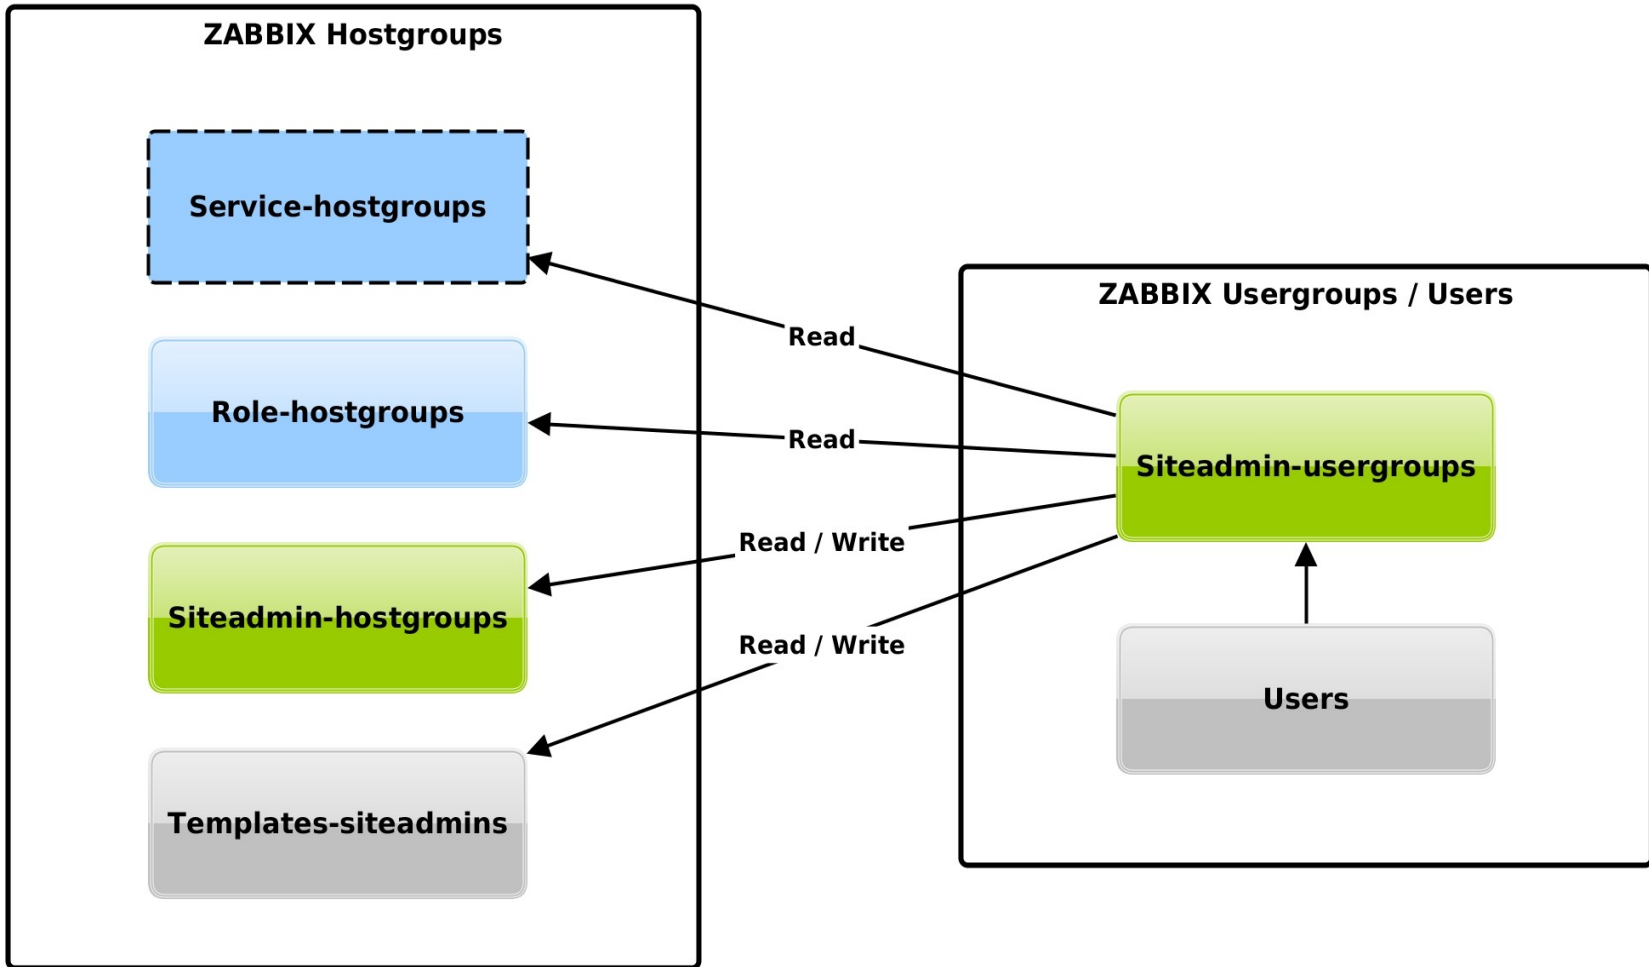 ZABBIX Hostgroups
Service-hostgroups
Role-hostgroups
Siteadmin-hostgroups
Templates-siteadmins
Read
Read
Read / Write
Read / Write
ZABBIX Usergroups / Users
Siteadmin-usergroups
Users